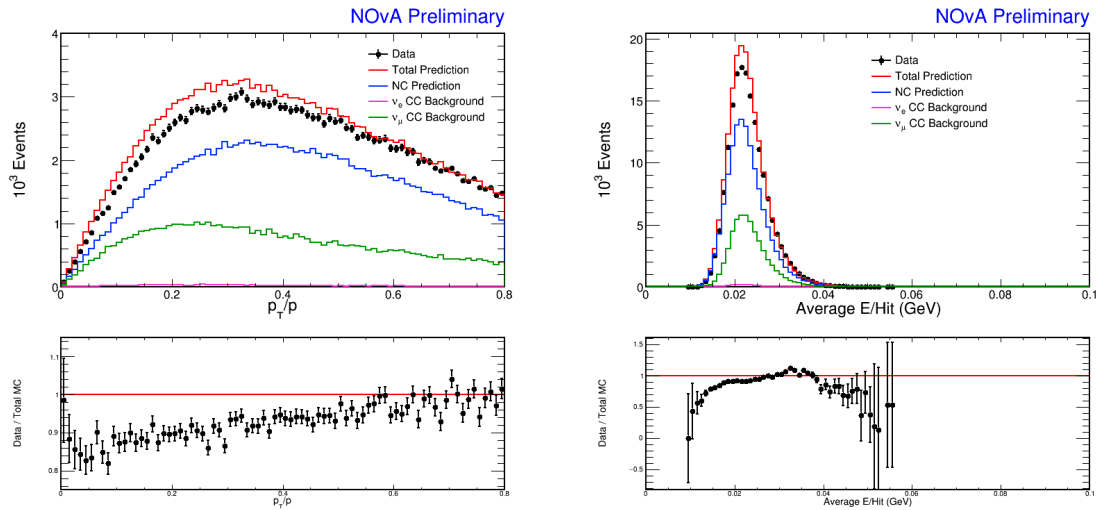 NOvA Preliminary
10³ Events
4
3
2
1
0
Data
Total Prediction
NC Prediction
νₑ CC Background
ν_μ CC Background
0 0.2 0.4 0.6 0.8
p_T/p
Data / Total MC
1.1
1
0.9
0.8
0 0.2 0.4 0.6 0.8
p_T/p
NOvA Preliminary
10³ Events
20
15
10
5
0
Data
Total Prediction
NC Prediction
νₑ CC Background
ν_μ CC Background
0 0.02 0.04 0.06 0.08 0.1
Average E/Hit (GeV)
Data / Total MC
1.5
1
0.5
0
−0.5
0 0.02 0.04 0.06 0.08 0.1
Average E/Hit (GeV)